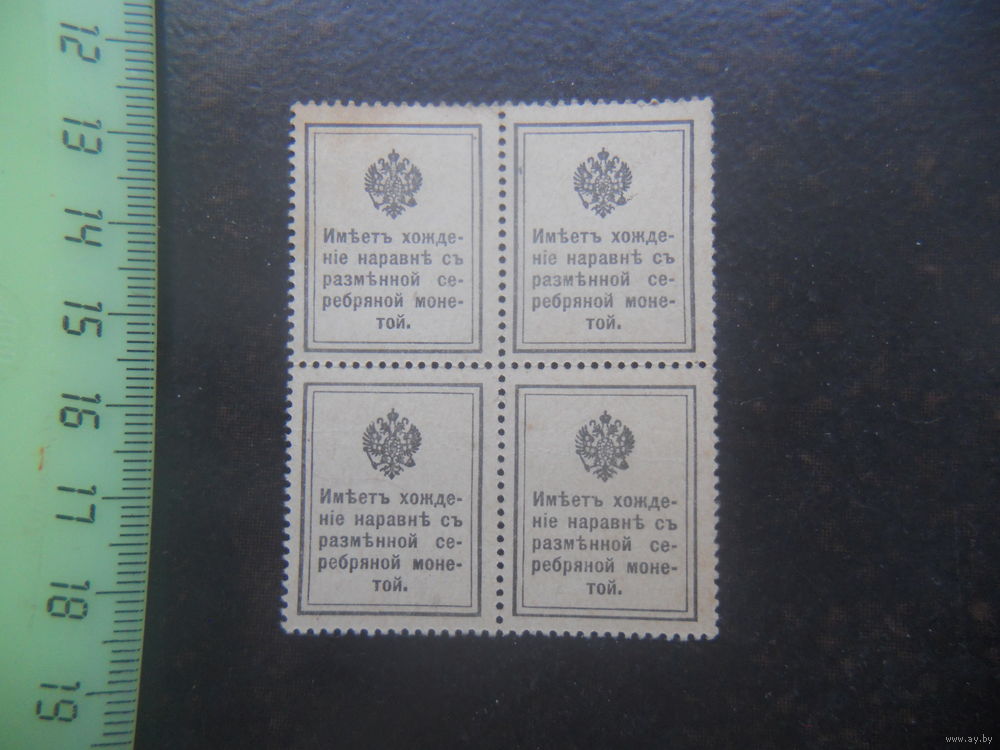 12
13
14
15
16
17
18
19
Имѣетъ хожде-
ніе наравнѣ съ
размѣнной се-
ребряной моне-
той.
Имѣетъ хожде-
ніе наравнѣ съ
размѣнной се-
ребряной моне-
той.
Имѣетъ хожде-
ніе наравнѣ съ
размѣнной се-
ребряной моне-
той.
Имѣетъ хожде-
ніе наравнѣ съ
размѣнной се-
ребряной моне-
той.
www.ay.by